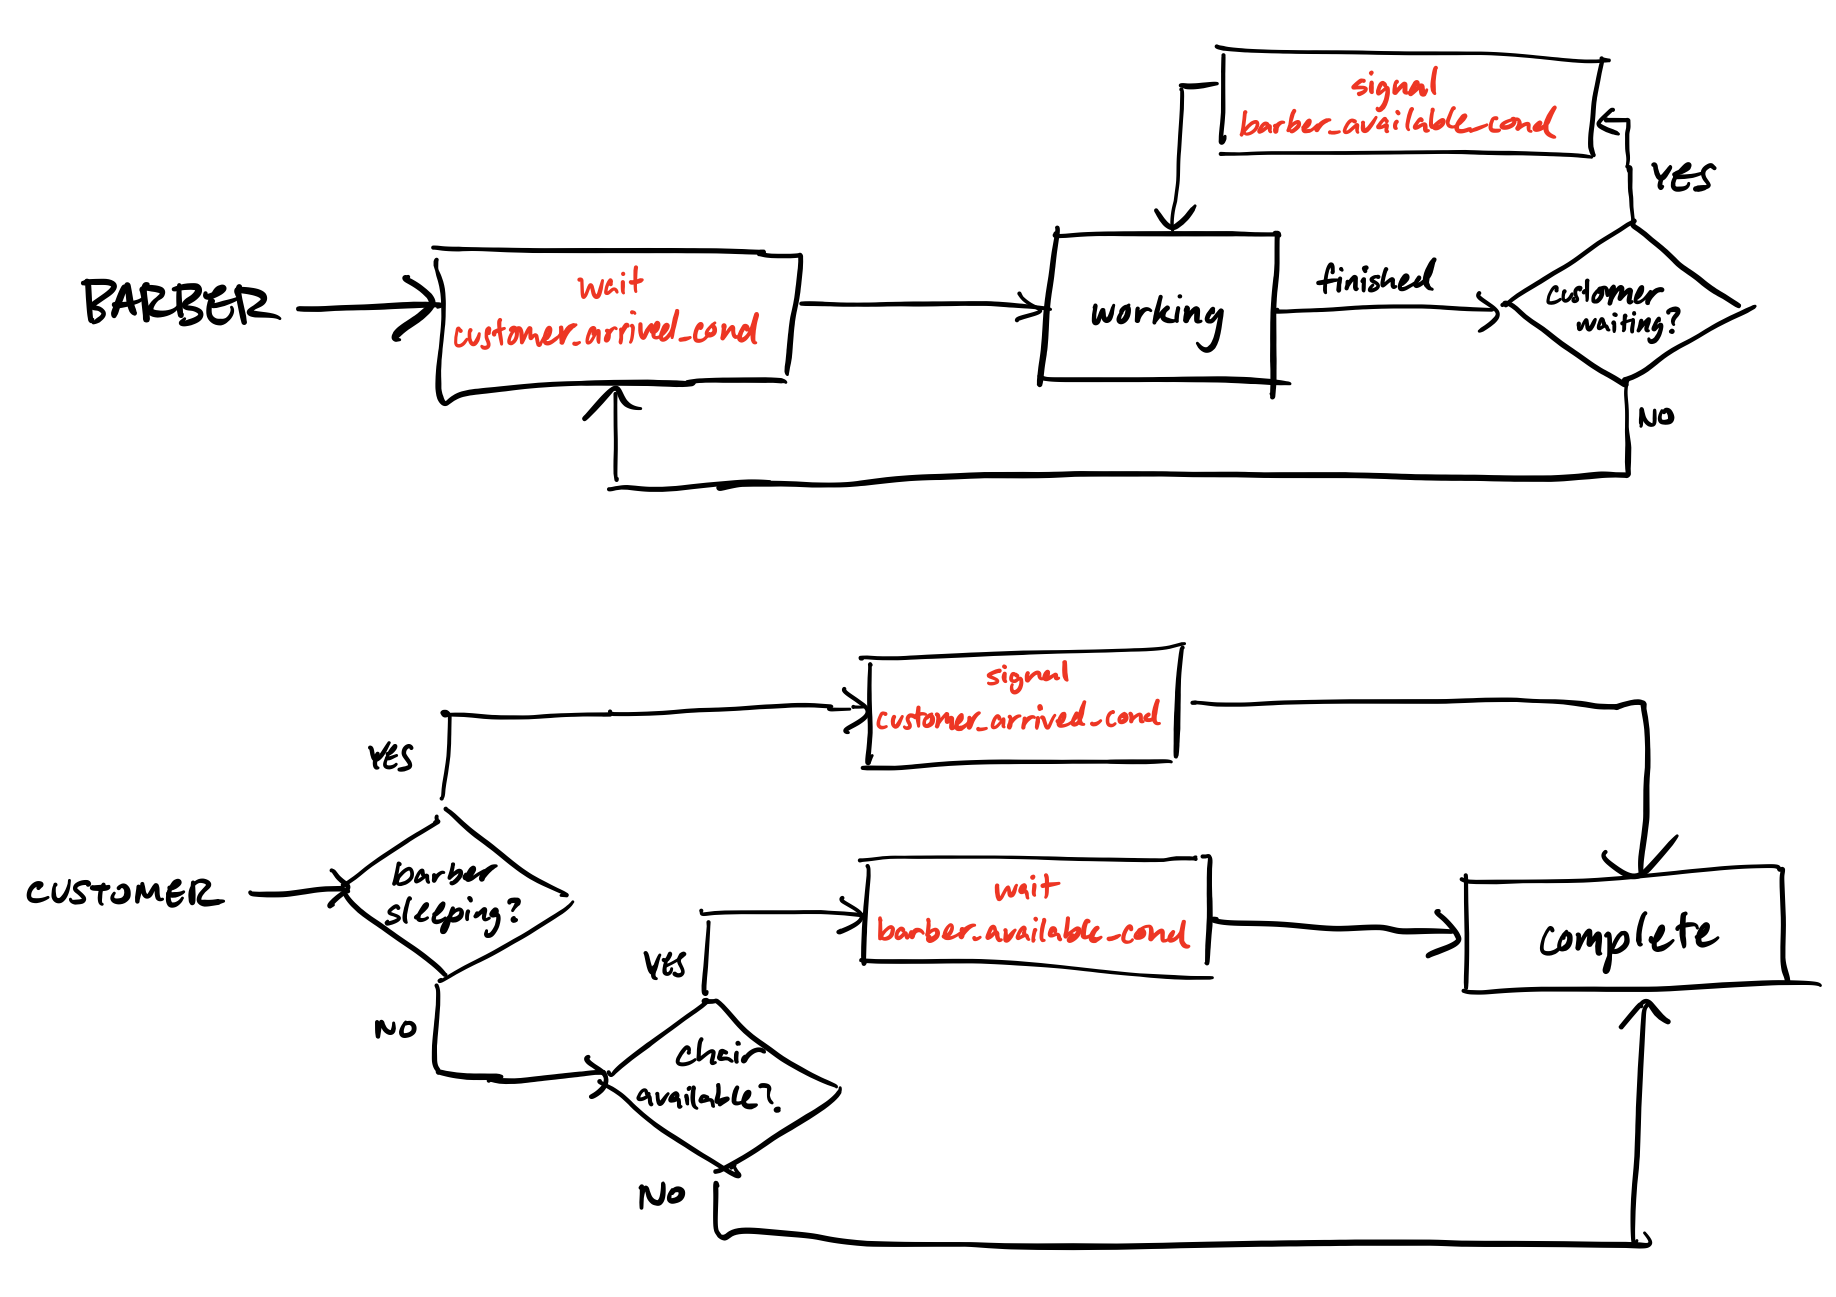 signal
barber_available_cond
YES
BARBER
wait
customer_arrived_cond
working
finished
customer
waiting?
NO
signal
customer_arrived_cond
YES
CUSTOMER
barber
sleeping?
wait
barber_available_cond
complete
YES
NO
chair
available?
NO